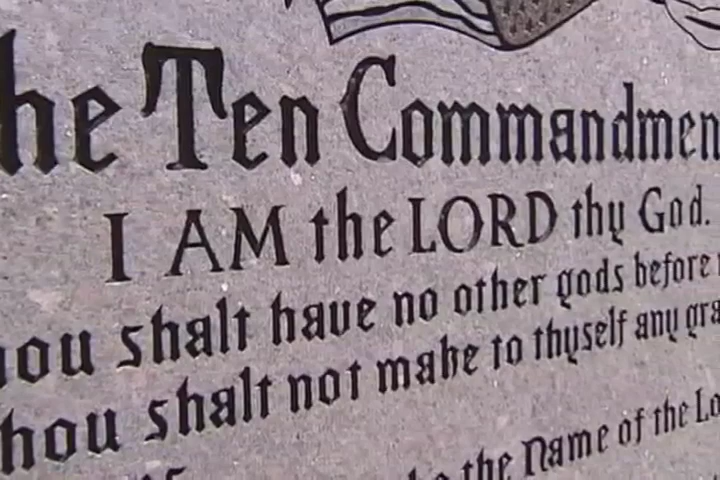 he Ten Commandmen
I AM the LORD thy God.
hou shalt have no other gods before
hou shalt not make to thyself any gra
the Name of the Lo